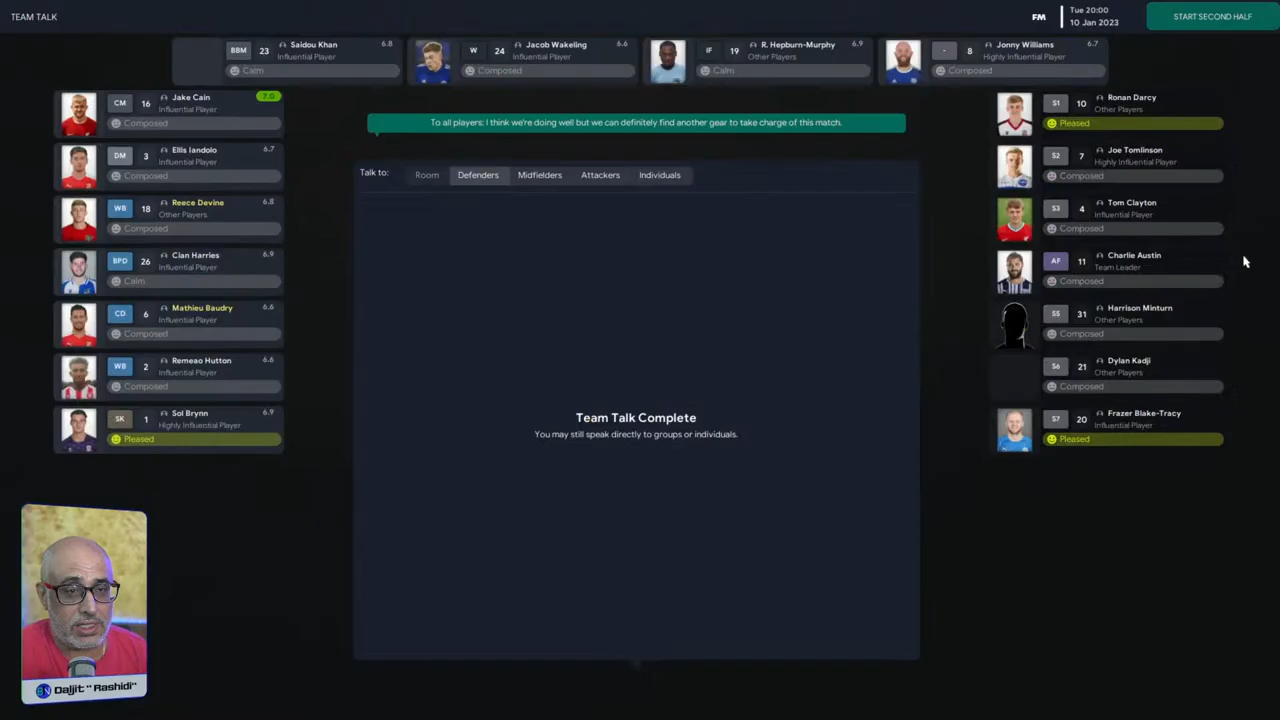 TEAM TALK
FM
Tue 20:00
10 Jan 2023
START SECOND HALF
BBM 23 Saidou Khan 6.8
Influential Player
Calm
W 24 Jacob Wakeling 6.6
Influential Player
Composed
IF 19 R. Hepburn-Murphy 6.9
Other Players
Calm
- 8 Jonny Williams 6.7
Highly Influential Player
Composed
CM 16 Jake Cain 7.0
Influential Player
Composed
DM 3 Ellis Iandolo 6.7
Influential Player
Composed
WB 18 Reece Devine 6.8
Other Players
Composed
BPD 26 Cian Harries 6.9
Influential Player
Calm
CD 6 Mathieu Baudry 6.6
Influential Player
Composed
WB 2 Remeao Hutton 6.6
Influential Player
Composed
SK 1 Sol Brynn 6.9
Highly Influential Player
Pleased
To all players: I think we're doing well but we can definitely find another gear to take charge of this match.
Talk to: Room Defenders Midfielders Attackers Individuals
Team Talk Complete
You may still speak directly to groups or individuals.
S1 10 Ronan Darcy
Other Players
Pleased
S2 7 Joe Tomlinson
Highly Influential Player
Composed
S3 4 Tom Clayton
Influential Player
Composed
AF 11 Charlie Austin
Team Leader
Composed
S5 31 Harrison Minturn
Other Players
Composed
S6 21 Dylan Kadji
Other Players
Composed
S7 20 Frazer Blake-Tracy
Influential Player
Pleased
Daljit "Rashidi"